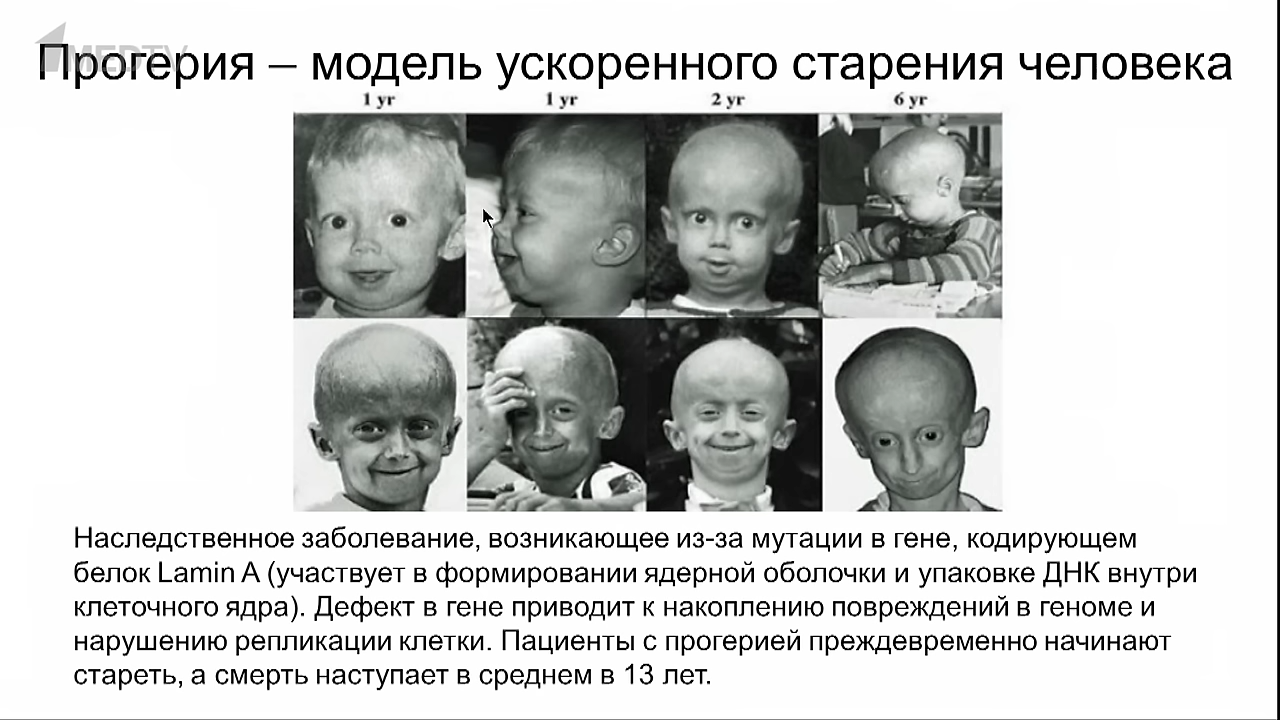 1MEDTV
Прогерия – модель ускоренного старения человека
1 yr 1 yr 2 yr 6 yr
Наследственное заболевание, возникающее из-за мутации в гене, кодирующем
белок Lamin A (участвует в формировании ядерной оболочки и упаковке ДНК внутри
клеточного ядра). Дефект в гене приводит к накоплению повреждений в геноме и
нарушению репликации клетки. Пациенты с прогерией преждевременно начинают
стареть, а смерть наступает в среднем в 13 лет.